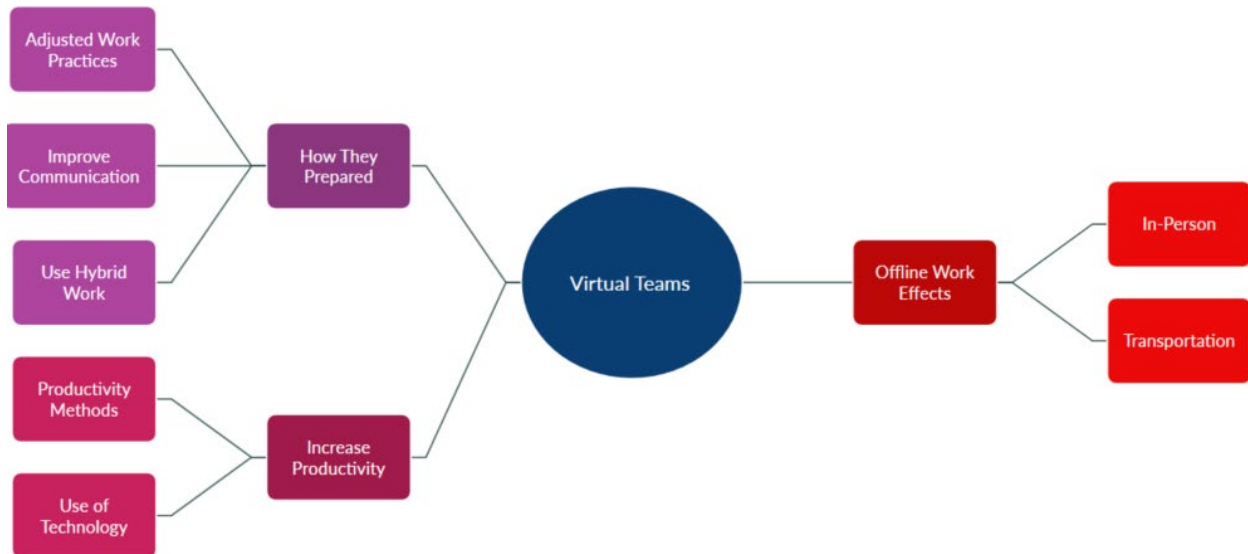 Adjusted Work
Practices
Improve
Communication
Use Hybrid
Work
How They
Prepared
Productivity
Methods
Use of
Technology
Increase
Productivity
Virtual Teams
Offline Work
Effects
In-Person
Transportation